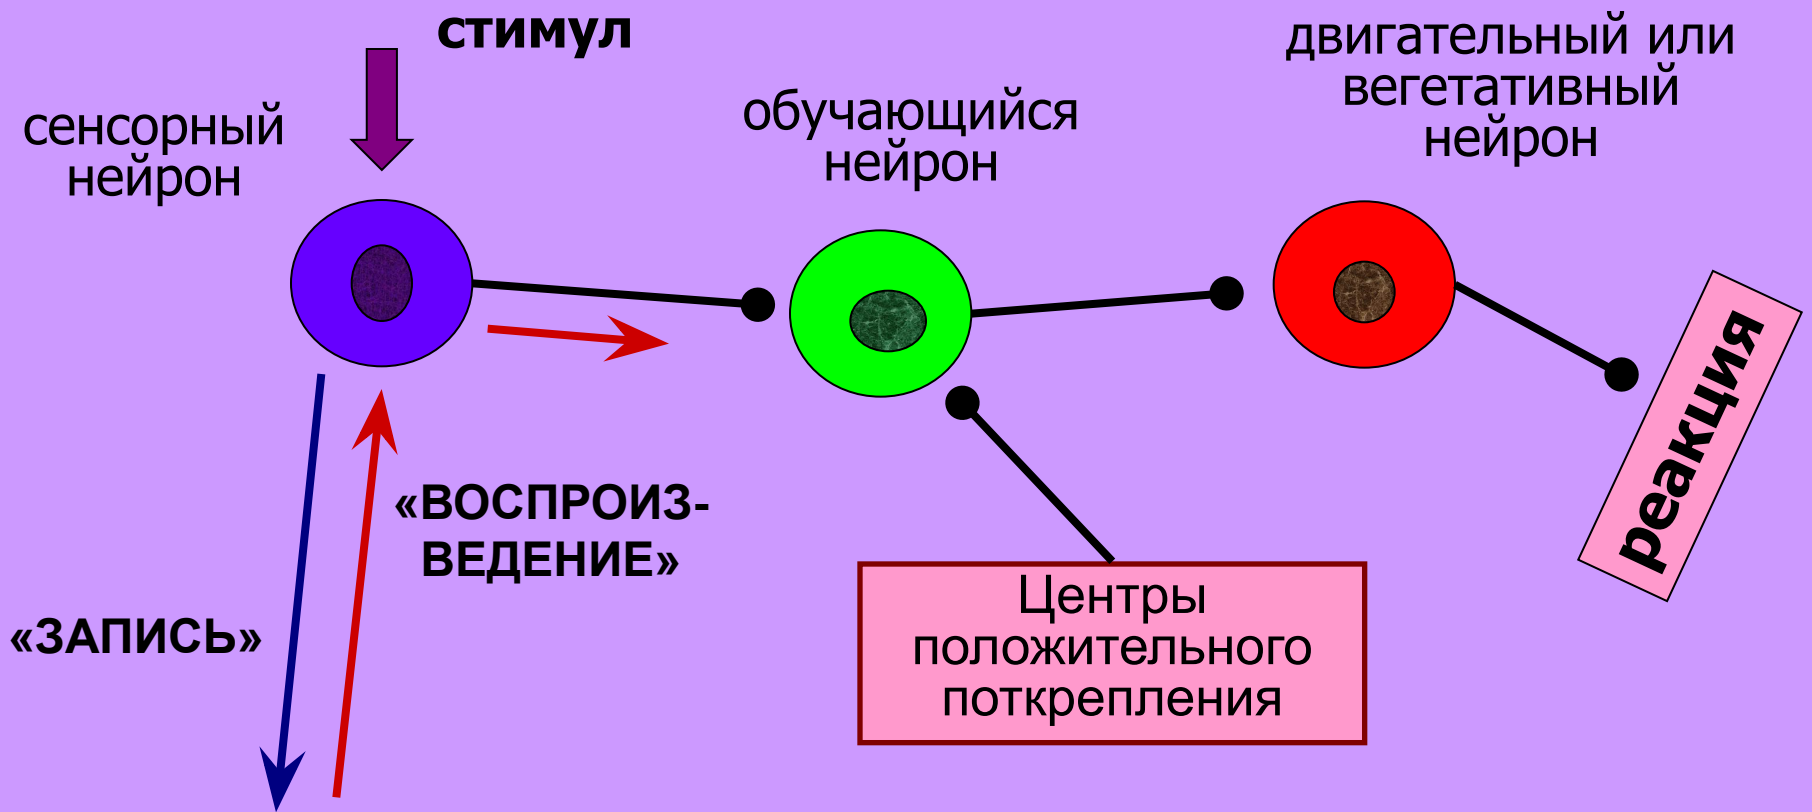 стимул
сенсорный
нейрон
обучающийся
нейрон
двигательный или
вегетативный
нейрон
реакция
«ВОСПРОИЗ-
ВЕДЕНИЕ»
«ЗАПИСЬ»
Центры
положительного
поткрепления